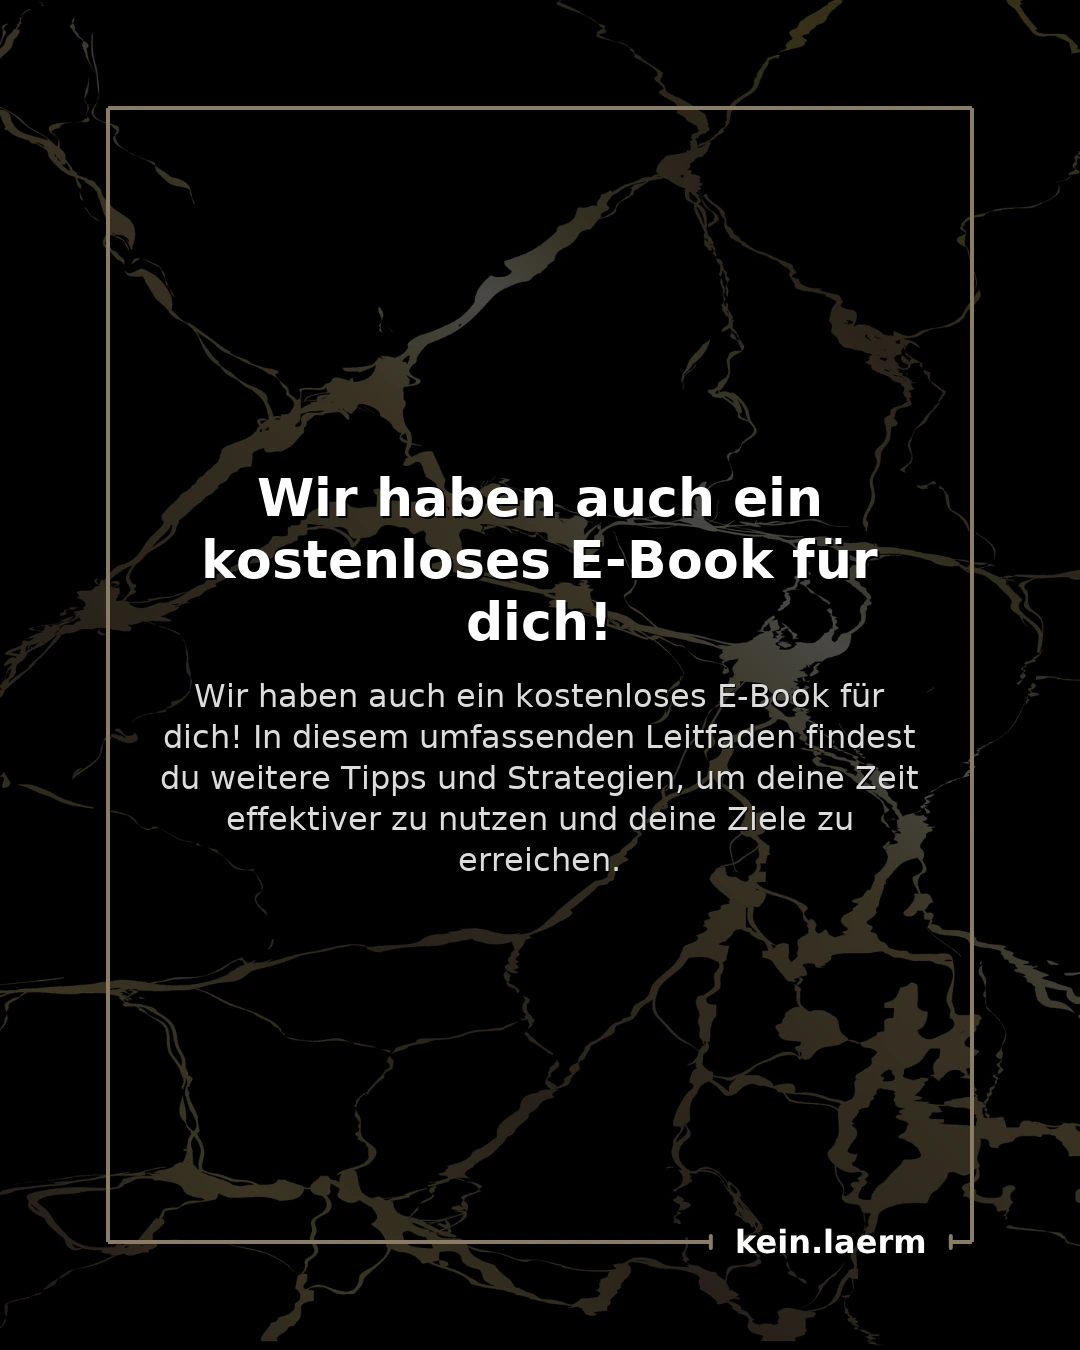 Wir haben auch ein
kostenloses E-Book für
dich!
Wir haben auch ein kostenloses E-Book für
dich! In diesem umfassenden Leitfaden findest
du weitere Tipps und Strategien, um deine Zeit
effektiver zu nutzen und deine Ziele zu
erreichen.
kein.laerm